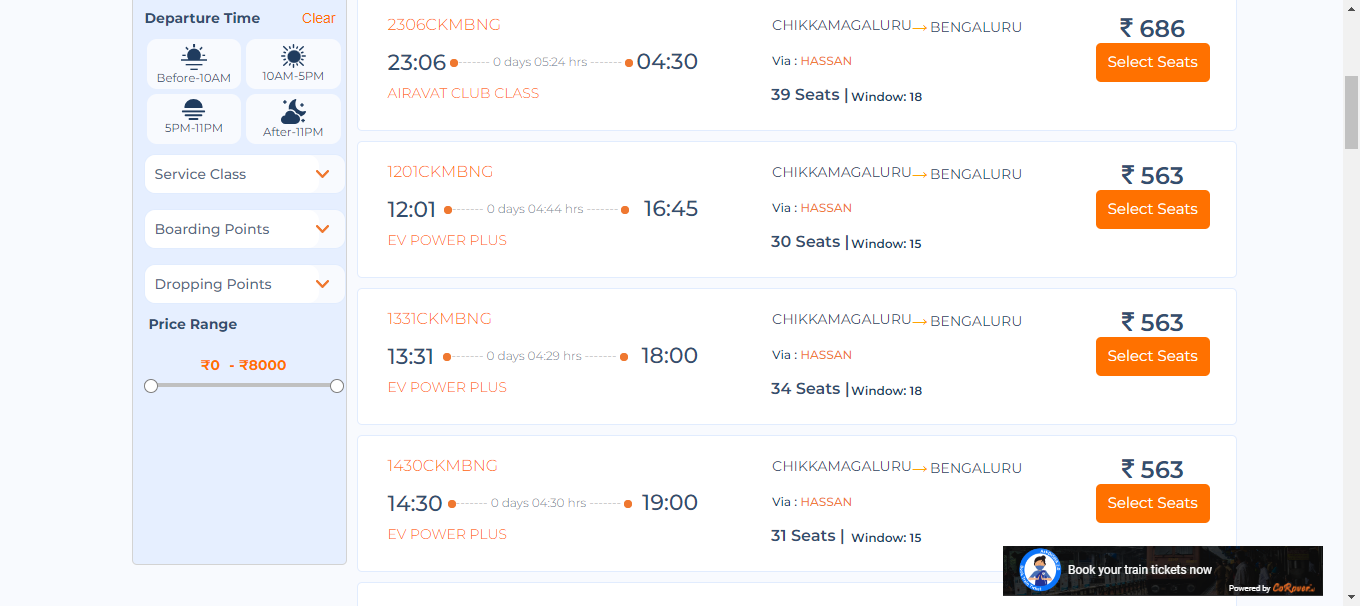 Departure Time Clear
Before-10AM 10AM-5PM
5PM-11PM After-11PM
Service Class
Boarding Points
Dropping Points
Price Range
₹0 - ₹8000
2306CKMBNG
CHIKKAMAGALURU→BENGALURU
₹ 686
23:06 ------- 0 days 05:24 hrs ------- 04:30
Via : HASSAN
Select Seats
AIRAVAT CLUB CLASS
39 Seats | Window: 18
1201CKMBNG
CHIKKAMAGALURU→BENGALURU
₹ 563
12:01 ------- 0 days 04:44 hrs ------- 16:45
Via : HASSAN
Select Seats
EV POWER PLUS
30 Seats | Window: 15
1331CKMBNG
CHIKKAMAGALURU→BENGALURU
₹ 563
13:31 ------- 0 days 04:29 hrs ------- 18:00
Via : HASSAN
Select Seats
EV POWER PLUS
34 Seats | Window: 18
1430CKMBNG
CHIKKAMAGALURU→BENGALURU
₹ 563
14:30 ------- 0 days 04:30 hrs ------- 19:00
Via : HASSAN
Select Seats
EV POWER PLUS
31 Seats | Window: 15
Book your train tickets now
Powered by CoRover